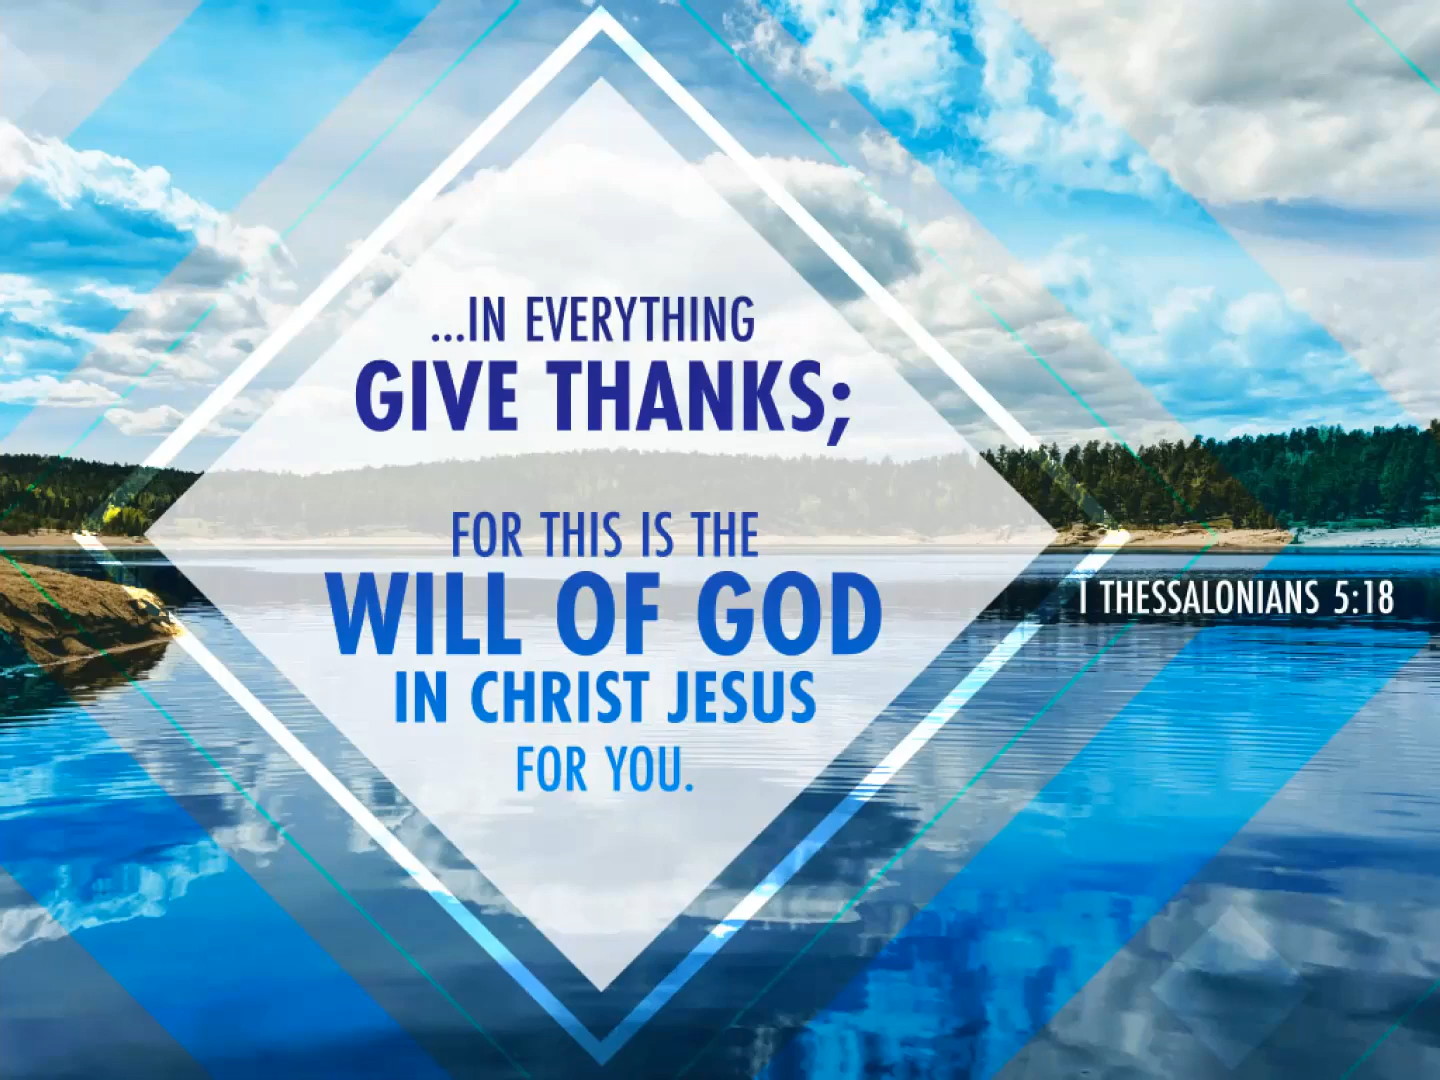 ...IN EVERYTHING
GIVE THANKS;
FOR THIS IS THE
WILL OF GOD
IN CHRIST JESUS
FOR YOU.
I THESSALONIANS 5:18